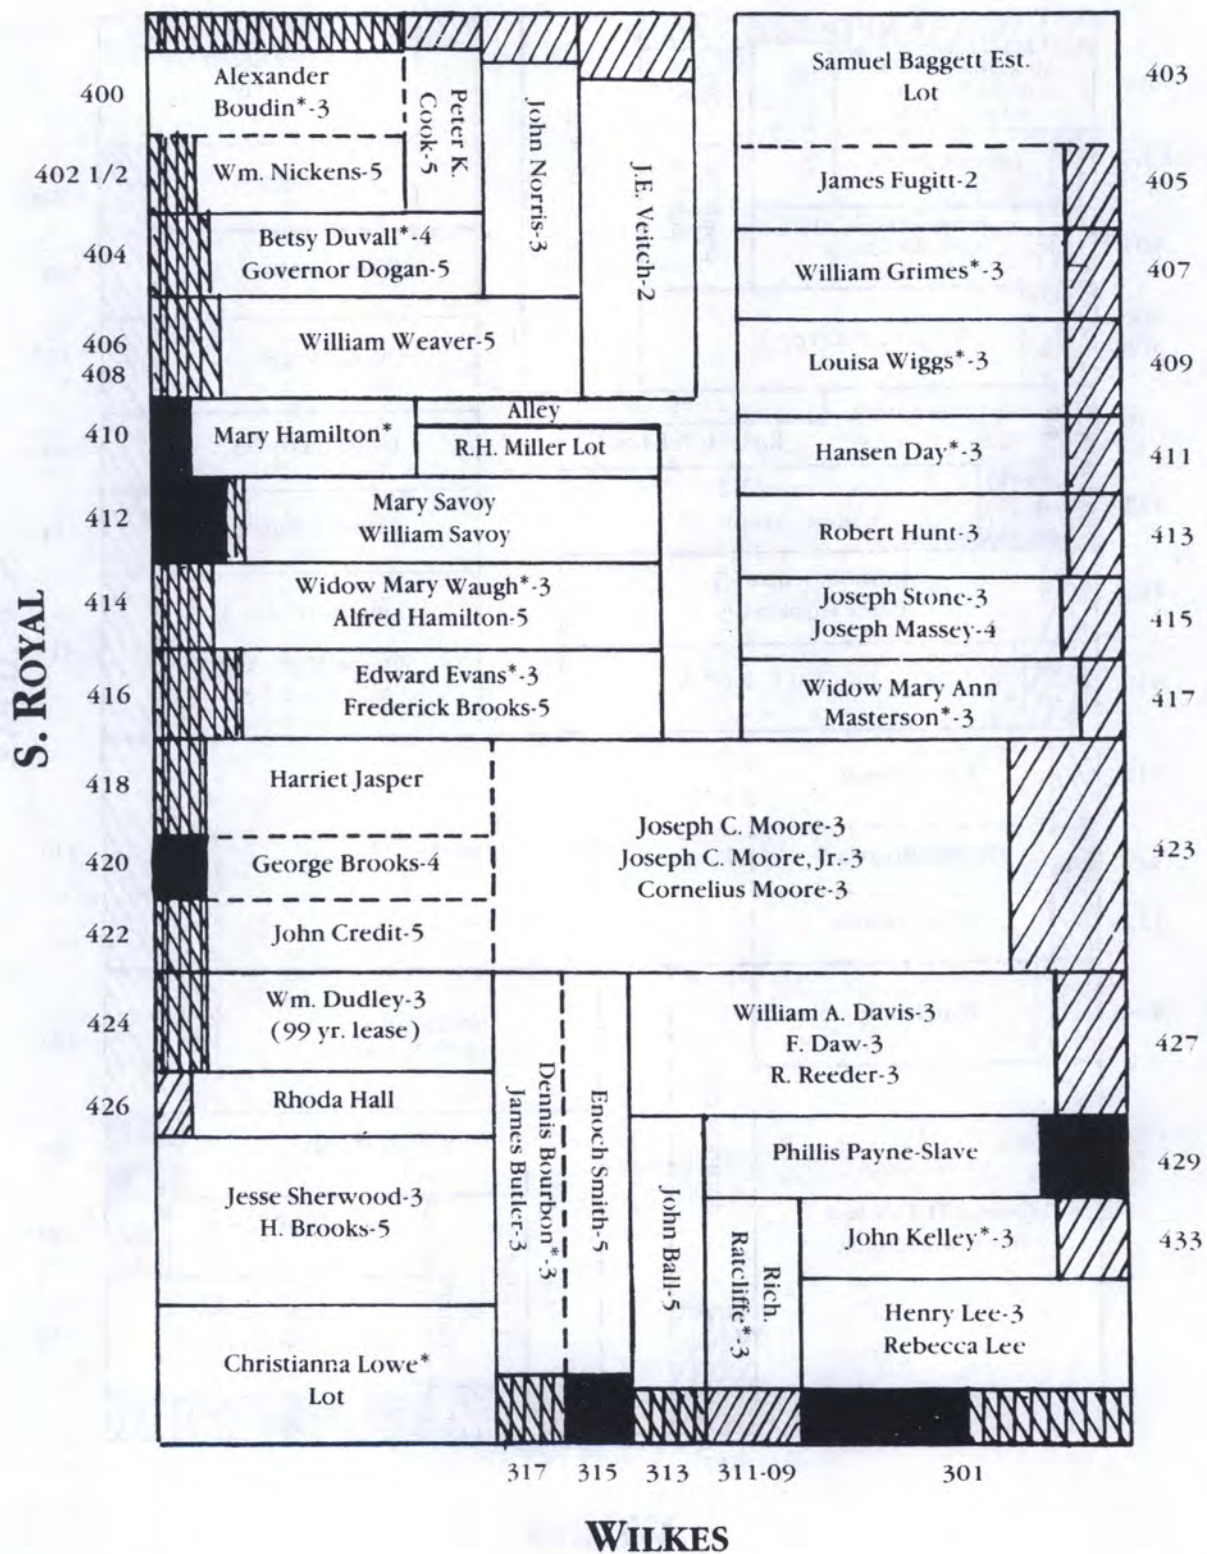 400
Alexander
Boudin*-3
Peter K.
Cook-5
John Norris-3
J.E. Veitch-2
Samuel Baggett Est.
Lot
403
402 1/2
Wm. Nickens-5
James Fugitt-2
405
404
Betsy Duvall*-4
Governor Dogan-5
William Grimes*-3
407
406
408
William Weaver-5
Louisa Wiggs*-3
409
410
Mary Hamilton*
Alley
R.H. Miller Lot
Hansen Day*-3
411
412
Mary Savoy
William Savoy
Robert Hunt-3
413
414
Widow Mary Waugh*-3
Alfred Hamilton-5
Joseph Stone-3
Joseph Massey-4
415
416
Edward Evans*-3
Frederick Brooks-5
Widow Mary Ann
Masterson*-3
417
S. ROYAL
418
Harriet Jasper
420
George Brooks-4
Joseph C. Moore-3
Joseph C. Moore, Jr.-3
Cornelius Moore-3
423
422
John Credit-5
424
Wm. Dudley-3
(99 yr. lease)
William A. Davis-3
F. Daw-3
R. Reeder-3
427
426
Rhoda Hall
Dennis Bourbon*-3
James Butler-3
Enoch Smith-5
John Ball-5
Rich.
Ratcliffe*-3
Phillis Payne-Slave
429
Jesse Sherwood-3
H. Brooks-5
John Kelley*-3
433
Henry Lee-3
Rebecca Lee
Christianna Lowe*
Lot
317
315
313
311-09
301
WILKES